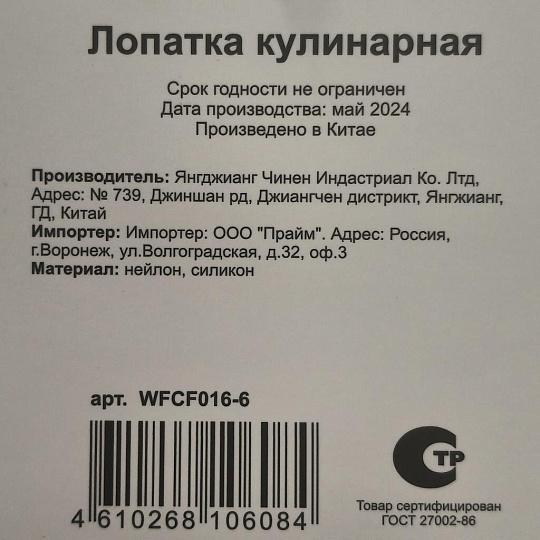 Лопатка кулинарная
Срок годности не ограничен
Дата производства: май 2024
Произведено в Китае
Производитель: Янгджианг Чинен Индастриал Ко. Лтд,
Адрес: № 739, Джиншан рд, Джиангчен дистрикт, Янгжианг,
ГД, Китай
Импортер: Импортер: ООО "Прайм". Адрес: Россия,
г.Воронеж, ул.Волгоградская, д.32, оф.3
Материал: нейлон, силикон
арт. WFCF016-6
4 610268 106084
СТР
Товар сертифицирован
ГОСТ 27002-86